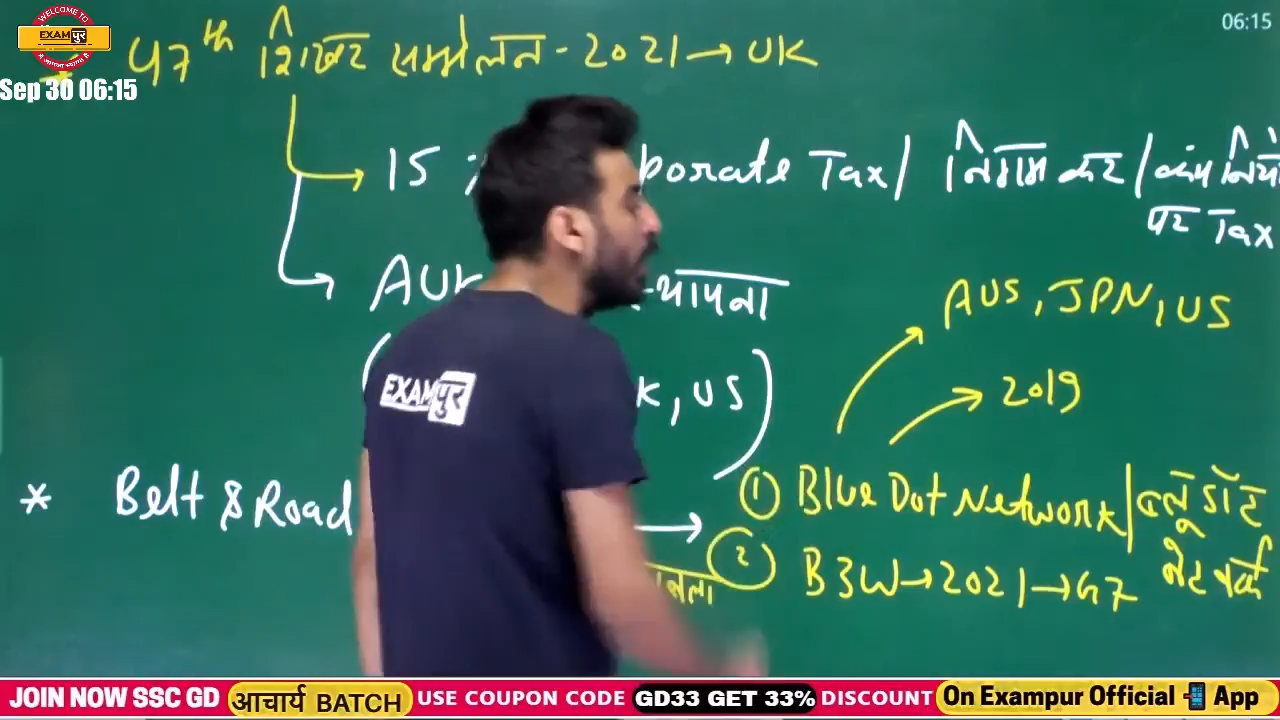 WELCOME TO
EXAMपुर
06:15
Sep 30 06:15
47th शिखर सम्मेलन - 2021 → UK
15 porate Tax / निगम कर /
पर Tax
AUK
K, US)
AUS, JPN, US
2019
* Belt & Road →
① Blue Dot Network / ब्लू डॉट
नेटवर्क
② B3W → 2021 → G7
EXAMपुर
JOIN NOW SSC GD आचार्य BATCH USE COUPON CODE GD33 GET 33% DISCOUNT On Exampur Official App